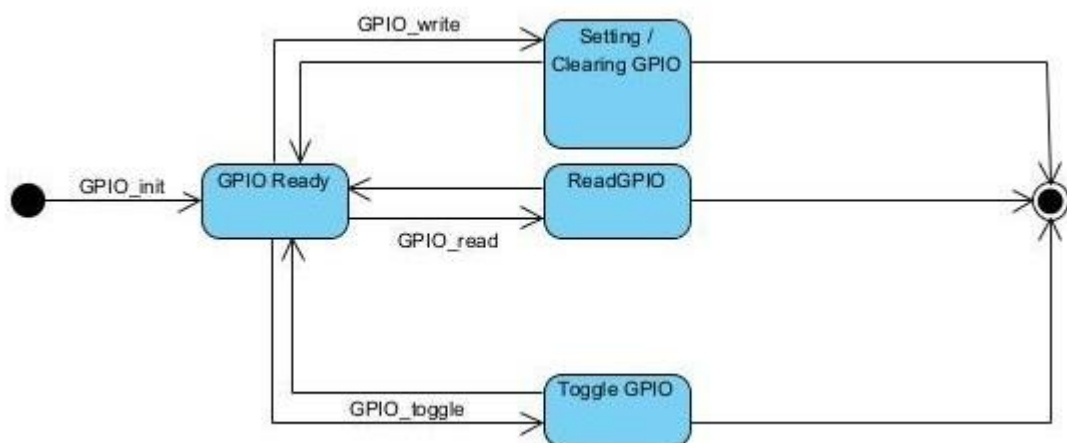 GPIO_write
Setting /
Clearing GPIO
GPIO_init
GPIO Ready
ReadGPIO
GPIO_read
Toggle GPIO
GPIO_toggle